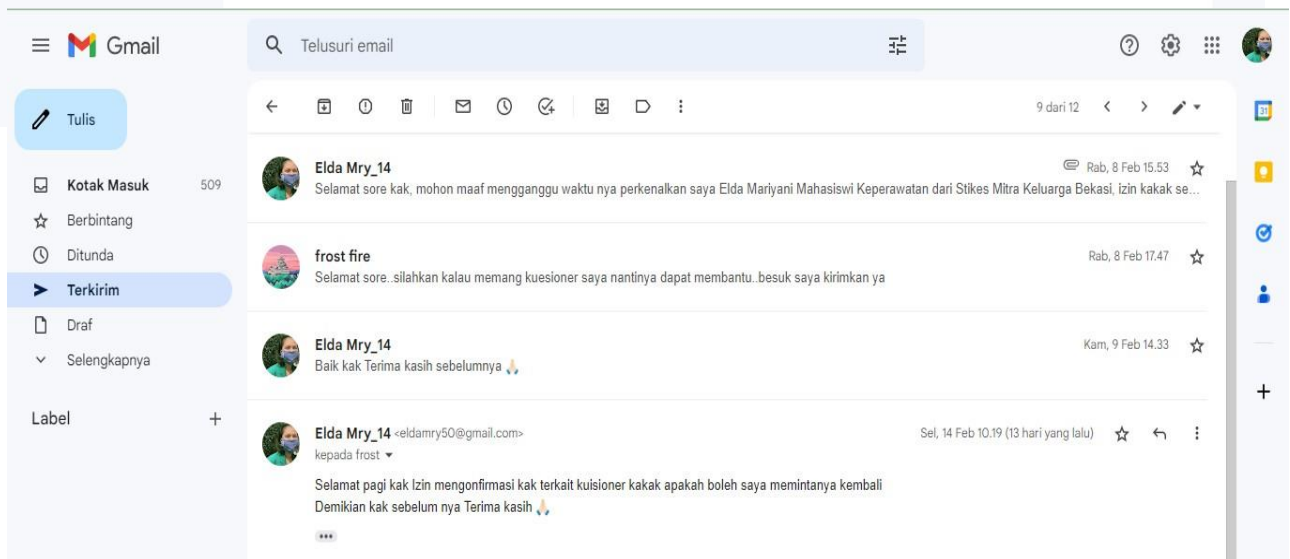 Gmail
Telusuri email
Tulis
9 dari 12
31
Kotak Masuk 509
Berbintang
Ditunda
Terkirim
Draf
Selengkapnya
Label
Elda Mry_14
Rab, 8 Feb 15.53
Selamat sore kak, mohon maaf mengganggu waktu nya perkenalkan saya Elda Mariyani Mahasiswi Keperawatan dari Stikes Mitra Keluarga Bekasi, izin kakak se...
frost fire
Rab, 8 Feb 17.47
Selamat sore..silahkan kalau memang kuesioner saya nantinya dapat membantu..besuk saya kirimkan ya
Elda Mry_14
Kam, 9 Feb 14.33
Baik kak Terima kasih sebelumnya 🙏🏻
Elda Mry_14 <eldamry50@gmail.com>
Sel, 14 Feb 10.19 (13 hari yang lalu)
kepada frost
Selamat pagi kak Izin mengonfirmasi kak terkait kuisioner kakak apakah boleh saya memintanya kembali
Demikian kak sebelum nya Terima kasih 🙏🏻